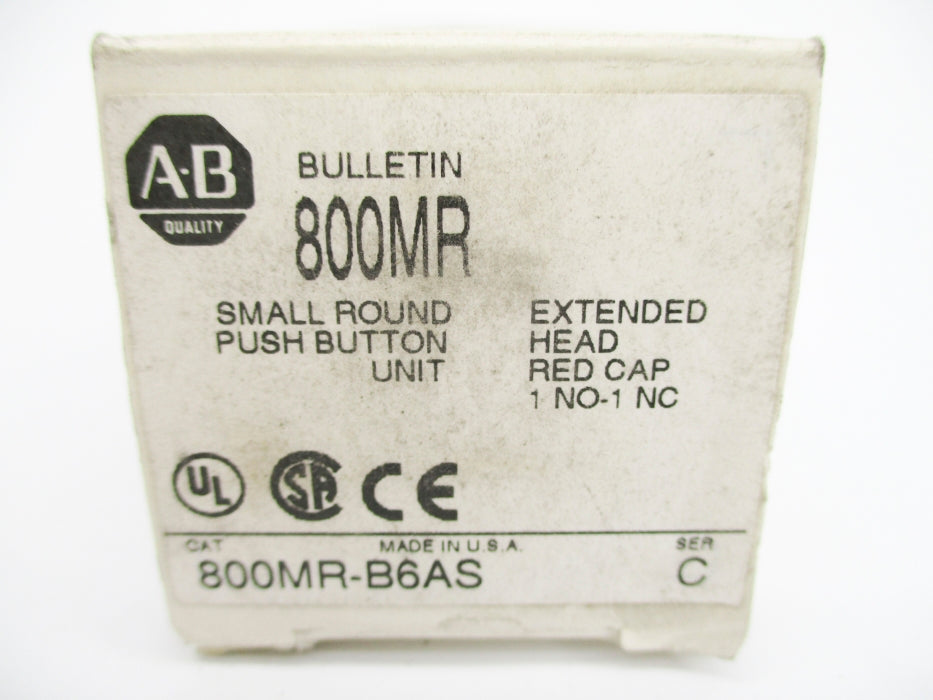 A-B
QUALITY
BULLETIN
800MR
SMALL ROUND
PUSH BUTTON
UNIT
EXTENDED
HEAD
RED CAP
1 NO-1 NC
UL
SA
CE
CAT
MADE IN U.S.A.
SER
800MR-B6AS
C